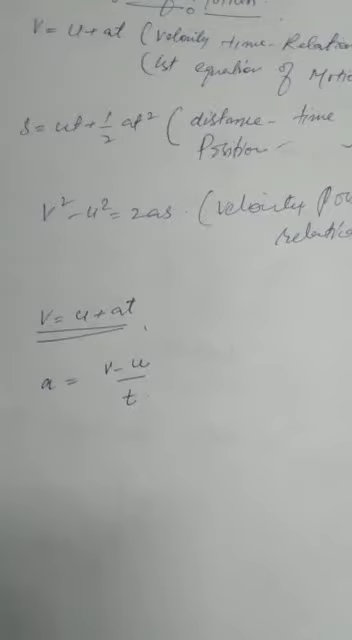 V = u + at (Velocity time-Relation
(1st equation of Motio
S = ut + 1/2 at² (distance - time
Position -
V² - u² = 2as. (velocity Po
relatio
V = u + at
a = V - u / t